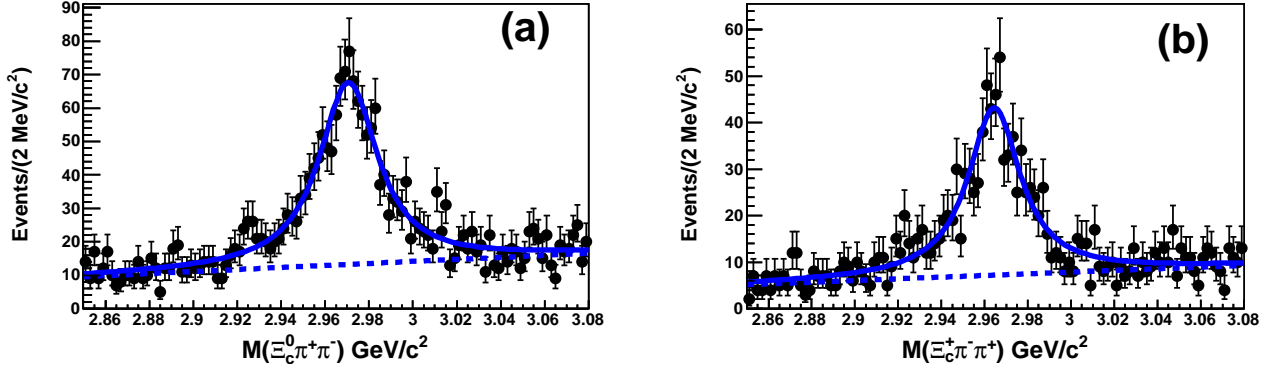 (a)
Events/(2 MeV/c²)
90
80
70
60
50
40
30
20
10
0
2.86 2.88 2.9 2.92 2.94 2.96 2.98 3 3.02 3.04 3.06 3.08
M(Ξc⁰π⁺π⁻) GeV/c²
(b)
Events/(2 MeV/c²)
60
50
40
30
20
10
0
2.86 2.88 2.9 2.92 2.94 2.96 2.98 3 3.02 3.04 3.06 3.08
M(Ξc⁺π⁻π⁺) GeV/c²